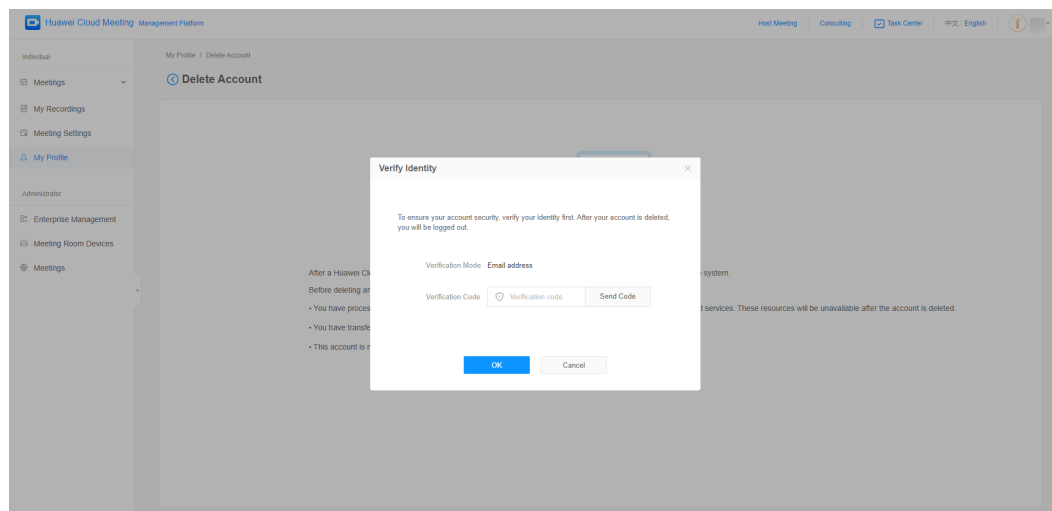 Huawei Cloud Meeting Management Platform
Host Meeting
Consulting
Task Center
中文 English
Individual
Meetings
My Recordings
Meeting Settings
My Profile
Administrator
Enterprise Management
Meeting Room Devices
Meetings
My Profile / Delete Account
Delete Account
Verify Identity
To ensure your account security, verify your identity first. After your account is deleted,
you will be logged out.
Verification Mode Email address
Verification Code Verification code Send Code
OK Cancel
After a Huawei system.
Before deleting
• You have services. These resources will be unavailable after the account is deleted.
• You have
• This account is